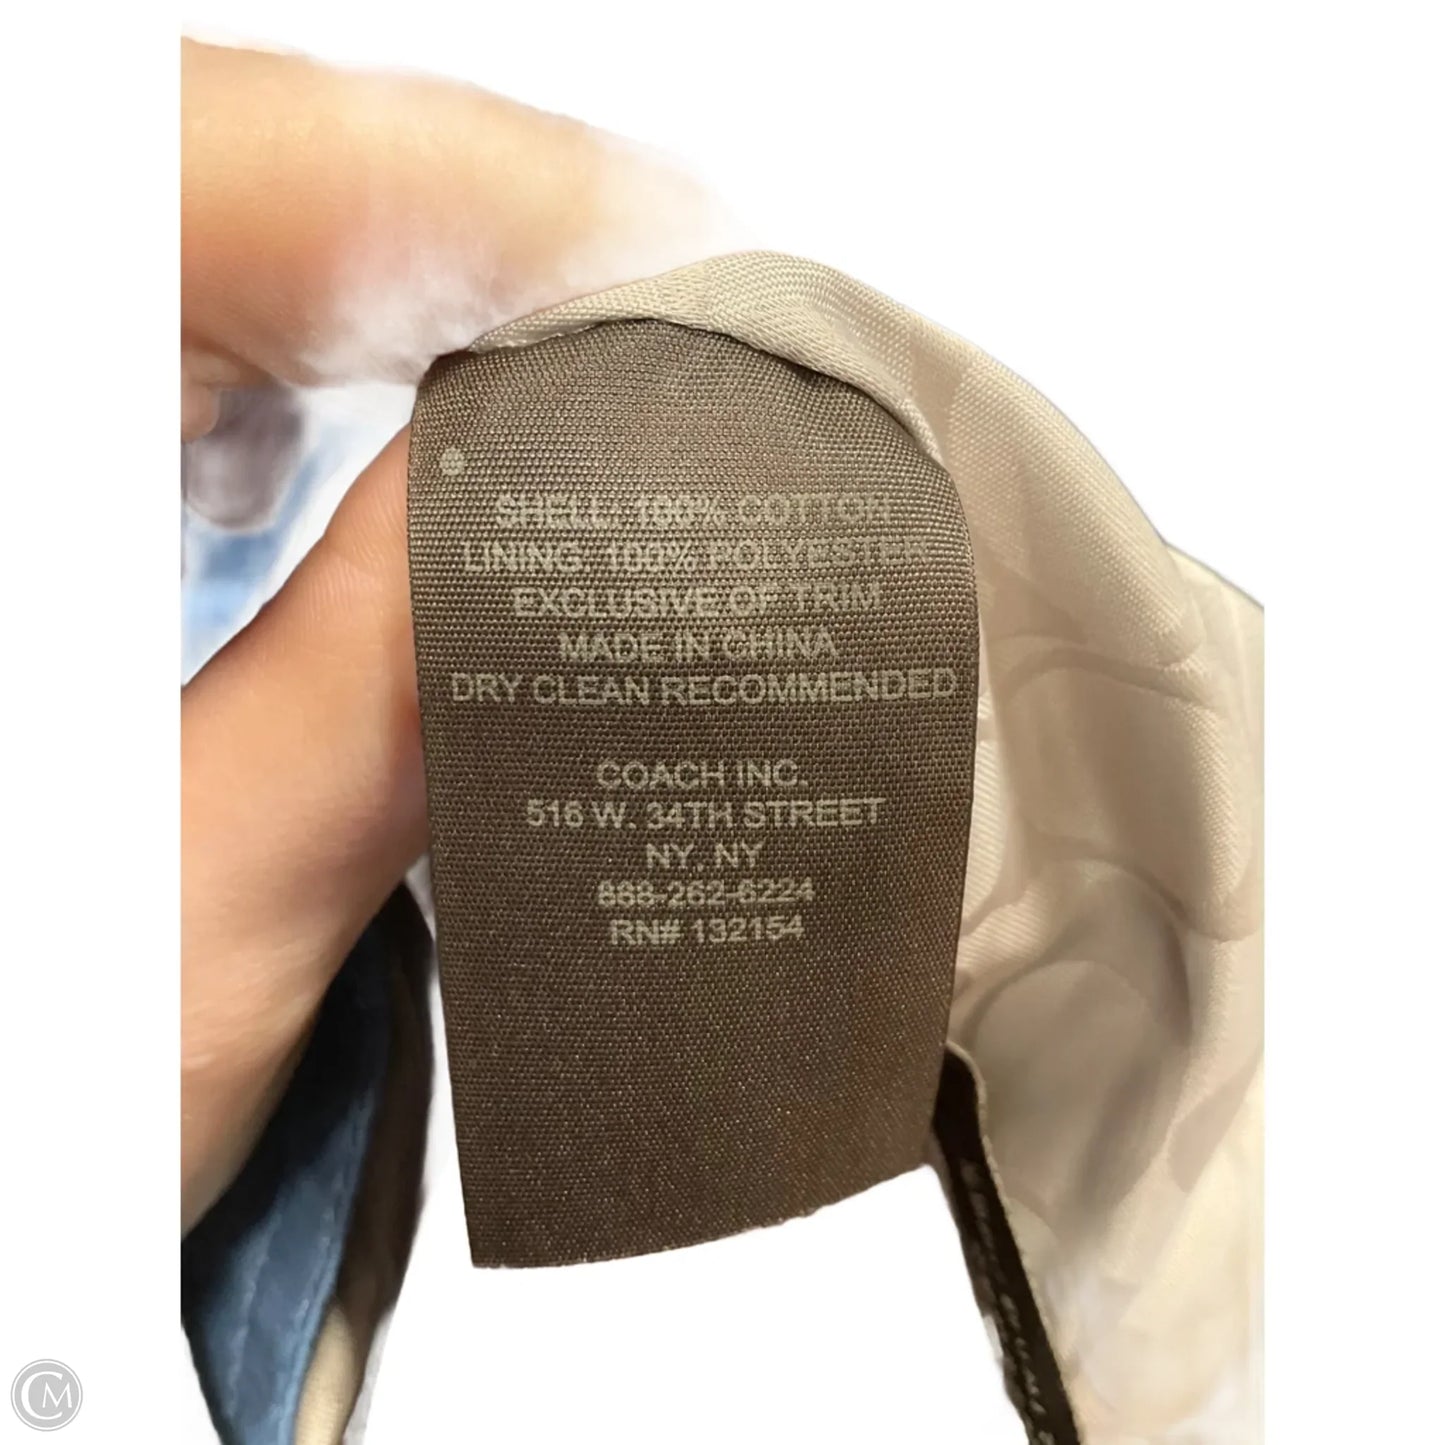 SHELL: 100% COTTON
LINING: 100% POLYESTER
EXCLUSIVE OF TRIM
MADE IN CHINA
DRY CLEAN RECOMMENDED
COACH INC.
516 W. 34TH STREET
NY, NY
888-262-6224
RN# 132154
CM